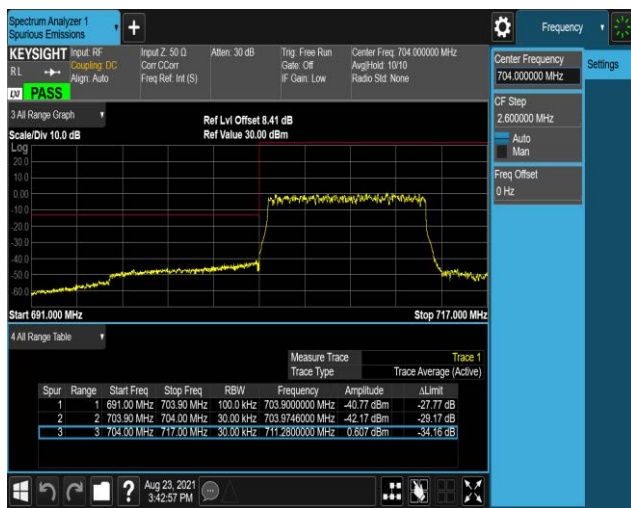 Spectrum Analyzer 1
Spurious Emissions
Frequency
KEYSIGHT Input: RF Input Z: 50 Ω Atten: 30 dB Trig: Free Run Center Freq: 704.000000 MHz
R L Coupling: DC Corr CCorr Gate: Off Avg|Hold: 10/10
Align: Auto Freq Ref: Int (S) IF Gain: Low Radio Std: None
LXI PASS
Center Frequency
704.000000 MHz
Settings
CF Step
2.600000 MHz
Auto
Man
Freq Offset
0 Hz
3 All Range Graph
Ref Lvl Offset 8.41 dB
Scale/Div 10.0 dB Ref Value 30.00 dBm
Log
20.0
10.0
0.00
-10.0
-20.0
-30.0
-40.0
-50.0
-60.0
Start 691.000 MHz Stop 717.000 MHz
4 All Range Table
Measure Trace Trace 1
Trace Type Trace Average (Active)
Spur Range Start Freq Stop Freq RBW Frequency Amplitude ΔLimit
1 1 691.00 MHz 703.90 MHz 100.0 kHz 703.9000000 MHz -40.77 dBm -27.77 dB
2 2 703.90 MHz 704.00 MHz 30.00 kHz 703.9746000 MHz -42.17 dBm -29.17 dB
3 3 704.00 MHz 717.00 MHz 30.00 kHz 711.2800000 MHz 0.607 dBm -34.16 dB
? Aug 23, 2021
3:42:57 PM